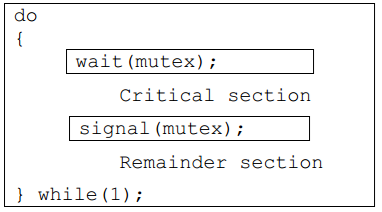 do
{
wait(mutex);
Critical section
signal(mutex);
Remainder section
} while(1);